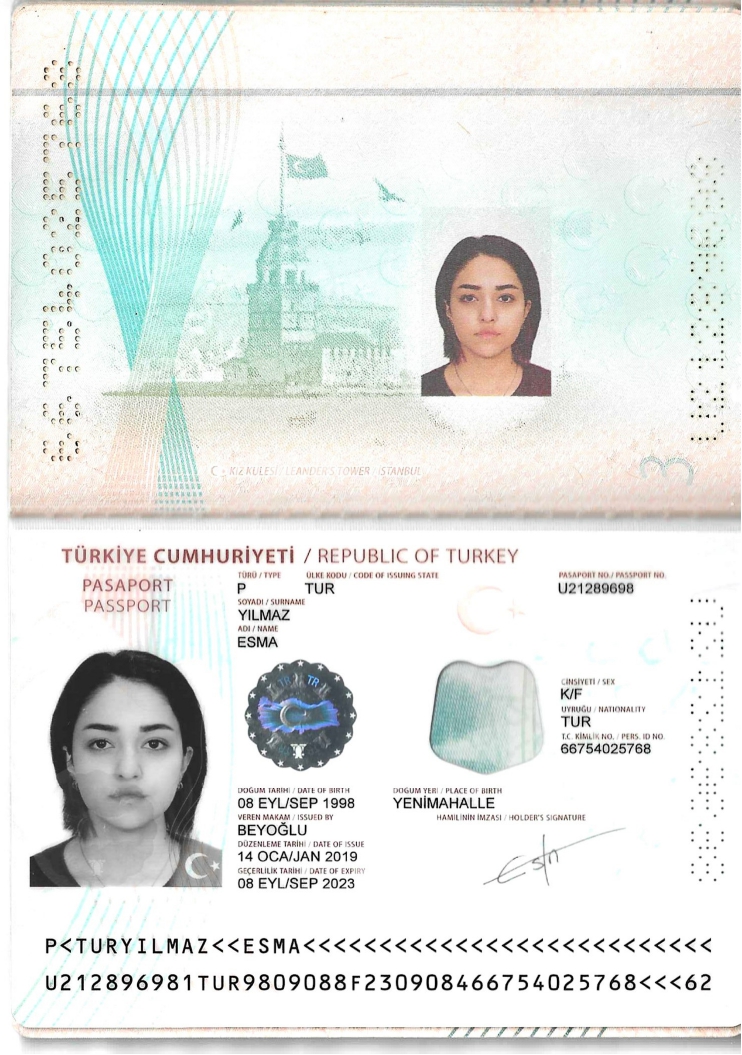 KIZ KULESİ / LEANDER'S TOWER / İSTANBUL
3
TÜRKİYE CUMHURİYETİ / REPUBLIC OF TURKEY
PASAPORT
PASSPORT
TÜRÜ / TYPE ÜLKE KODU / CODE OF ISSUING STATE PASAPORT NO./ PASSPORT NO.
P TUR U21289698
SOYADI / SURNAME
YILMAZ
ADI / NAME
ESMA
TR TR
CİNSİYETİ / SEX
K/F
UYRUĞU / NATIONALITY
TUR
T.C. KİMLİK NO. / PERS. ID NO.
66754025768
DOĞUM TARİHİ / DATE OF BIRTH DOĞUM YERİ / PLACE OF BIRTH
08 EYL/SEP 1998 YENİMAHALLE
VEREN MAKAM / ISSUED BY HAMİLİNİN İMZASI / HOLDER'S SIGNATURE
BEYOĞLU
DÜZENLEME TARİHİ / DATE OF ISSUE
14 OCA/JAN 2019
GEÇERLİLİK TARİHİ / DATE OF EXPIRY
08 EYL/SEP 2023
P<TURYILMAZ<<ESMA<<<<<<<<<<<<<<<<<<<<<<<<<<<
U212896981TUR9809088F230908466754025768<<<62